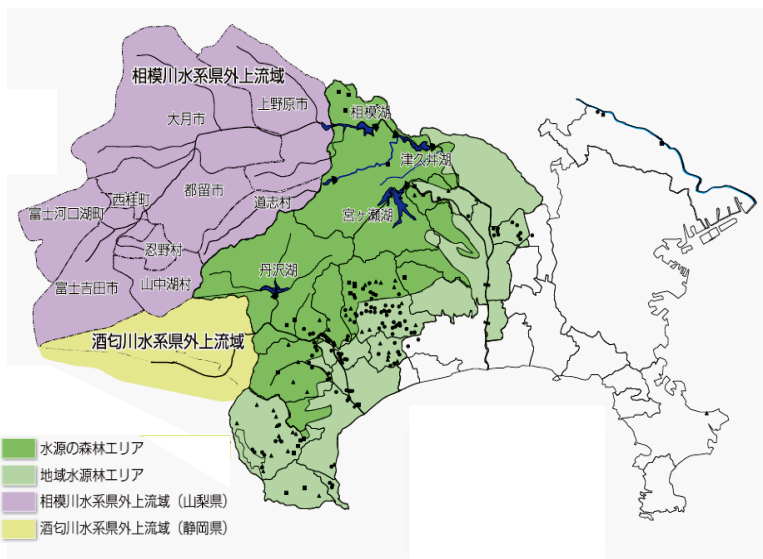 相模川水系県外上流域
上野原市
大月市
相模湖
津久井湖
都留市
西桂町
道志村
富士河口湖町
宮ヶ瀬湖
忍野村
丹沢湖
山中湖村
富士吉田市
酒匂川水系県外上流域
水源の森林エリア
地域水源林エリア
相模川水系県外上流域（山梨県）
酒匂川水系県外上流域（静岡県）